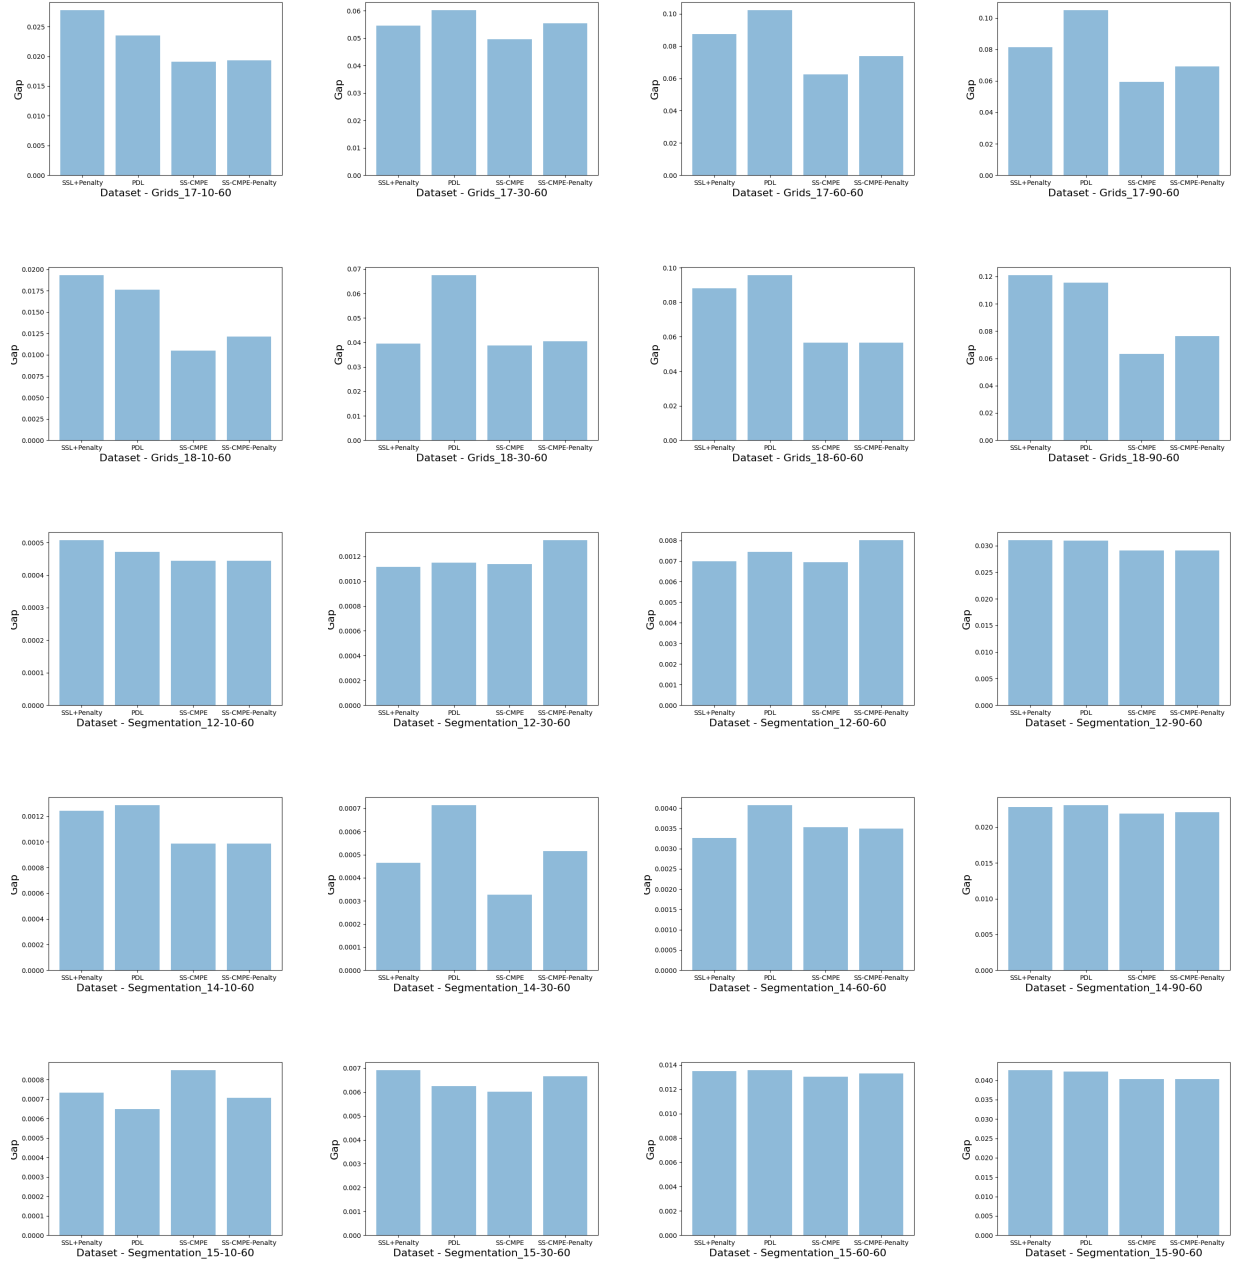 0.025
0.020
0.015
0.010
0.005
0.000
Gap
SSL+Penalty PDL SS-CMPE SS-CMPE-Penalty
Dataset - Grids_17-10-60
0.06
0.05
0.04
0.03
0.02
0.01
0.00
Gap
SSL+Penalty PDL SS-CMPE SS-CMPE-Penalty
Dataset - Grids_17-30-60
0.10
0.08
0.06
0.04
0.02
0.00
Gap
SSL+Penalty PDL SS-CMPE SS-CMPE-Penalty
Dataset - Grids_17-60-60
0.10
0.08
0.06
0.04
0.02
0.00
Gap
SSL+Penalty PDL SS-CMPE SS-CMPE-Penalty
Dataset - Grids_17-90-60
0.0200
0.0175
0.0150
0.0125
0.0100
0.0075
0.0050
0.0025
0.0000
Gap
SSL+Penalty PDL SS-CMPE SS-CMPE-Penalty
Dataset - Grids_18-10-60
0.07
0.06
0.05
0.04
0.03
0.02
0.01
0.00
Gap
SSL+Penalty PDL SS-CMPE SS-CMPE-Penalty
Dataset - Grids_18-30-60
0.10
0.08
0.06
0.04
0.02
0.00
Gap
SSL+Penalty PDL SS-CMPE SS-CMPE-Penalty
Dataset - Grids_18-60-60
0.12
0.10
0.08
0.06
0.04
0.02
0.00
Gap
SSL+Penalty PDL SS-CMPE SS-CMPE-Penalty
Dataset - Grids_18-90-60
0.0005
0.0004
0.0003
0.0002
0.0001
0.0000
Gap
SSL+Penalty PDL SS-CMPE SS-CMPE-Penalty
Dataset - Segmentation_12-10-60
0.0012
0.0010
0.0008
0.0006
0.0004
0.0002
0.0000
Gap
SSL+Penalty PDL SS-CMPE SS-CMPE-Penalty
Dataset - Segmentation_12-30-60
0.008
0.007
0.006
0.005
0.004
0.003
0.002
0.001
0.000
Gap
SSL+Penalty PDL SS-CMPE SS-CMPE-Penalty
Dataset - Segmentation_12-60-60
0.030
0.025
0.020
0.015
0.010
0.005
0.000
Gap
SSL+Penalty PDL SS-CMPE SS-CMPE-Penalty
Dataset - Segmentation_12-90-60
0.0012
0.0010
0.0008
0.0006
0.0004
0.0002
0.0000
Gap
SSL+Penalty PDL SS-CMPE SS-CMPE-Penalty
Dataset - Segmentation_14-10-60
0.0007
0.0006
0.0005
0.0004
0.0003
0.0002
0.0001
0.0000
Gap
SSL+Penalty PDL SS-CMPE SS-CMPE-Penalty
Dataset - Segmentation_14-30-60
0.0040
0.0035
0.0030
0.0025
0.0020
0.0015
0.0010
0.0005
0.0000
Gap
SSL+Penalty PDL SS-CMPE SS-CMPE-Penalty
Dataset - Segmentation_14-60-60
0.020
0.015
0.010
0.005
0.000
Gap
SSL+Penalty PDL SS-CMPE SS-CMPE-Penalty
Dataset - Segmentation_14-90-60
0.0008
0.0007
0.0006
0.0005
0.0004
0.0003
0.0002
0.0001
0.0000
Gap
SSL+Penalty PDL SS-CMPE SS-CMPE-Penalty
Dataset - Segmentation_15-10-60
0.007
0.006
0.005
0.004
0.003
0.002
0.001
0.000
Gap
SSL+Penalty PDL SS-CMPE SS-CMPE-Penalty
Dataset - Segmentation_15-30-60
0.014
0.012
0.010
0.008
0.006
0.004
0.002
0.000
Gap
SSL+Penalty PDL SS-CMPE SS-CMPE-Penalty
Dataset - Segmentation_15-60-60
0.040
0.035
0.030
0.025
0.020
0.015
0.010
0.005
0.000
Gap
SSL+Penalty PDL SS-CMPE SS-CMPE-Penalty
Dataset - Segmentation_15-90-60